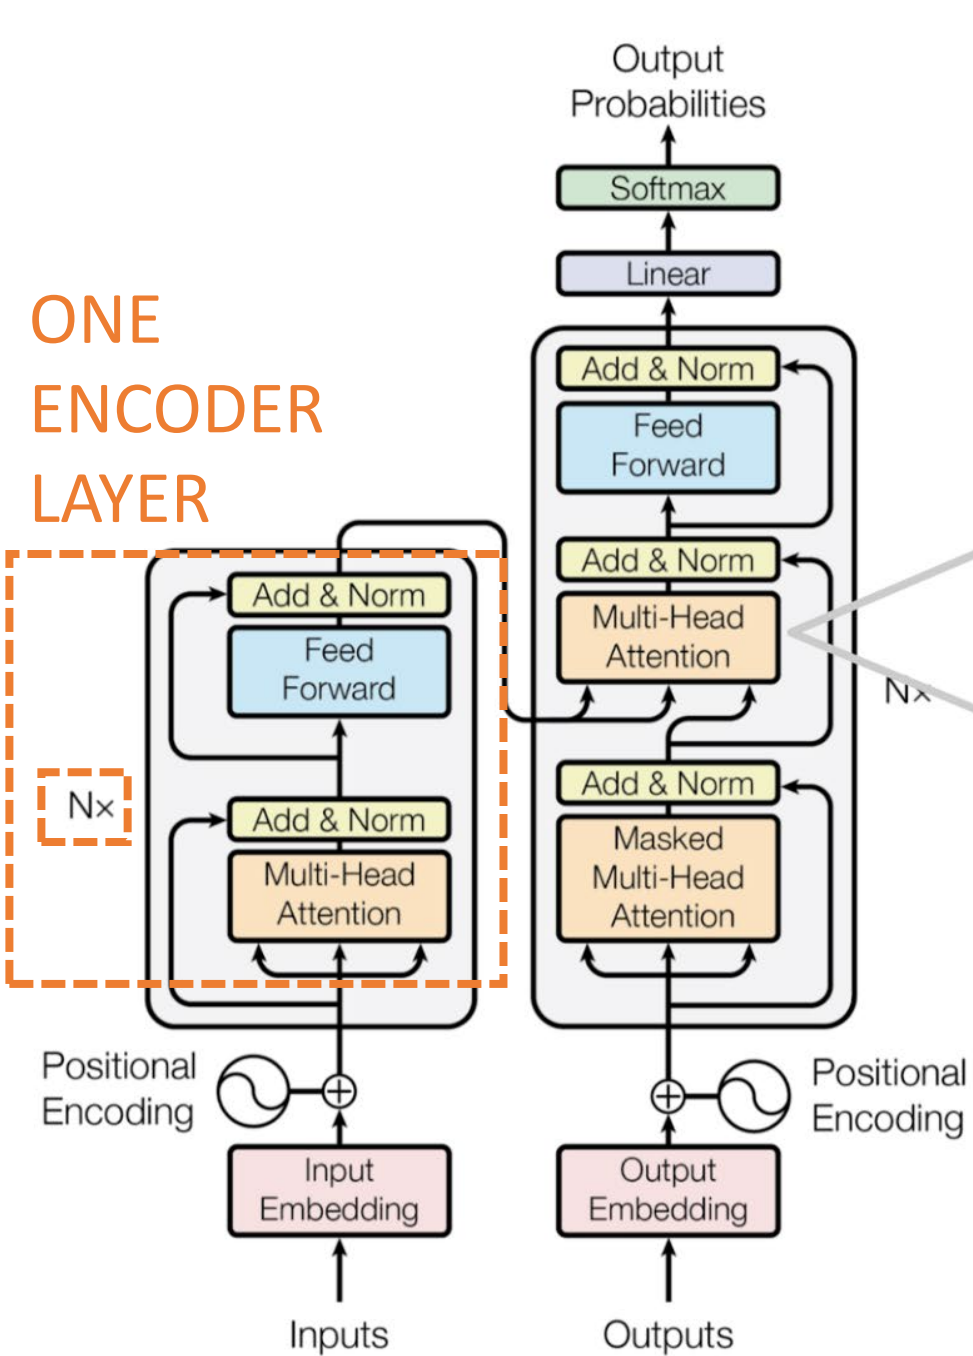 Output
Probabilities
Softmax
Linear
ONE
ENCODER
LAYER
Add & Norm
Feed
Forward
Add & Norm
Multi-Head
Attention
Nx
Add & Norm
Masked
Multi-Head
Attention
Add & Norm
Feed
Forward
N×
Add & Norm
Multi-Head
Attention
Positional
Encoding
Positional
Encoding
Input
Embedding
Output
Embedding
Inputs
Outputs